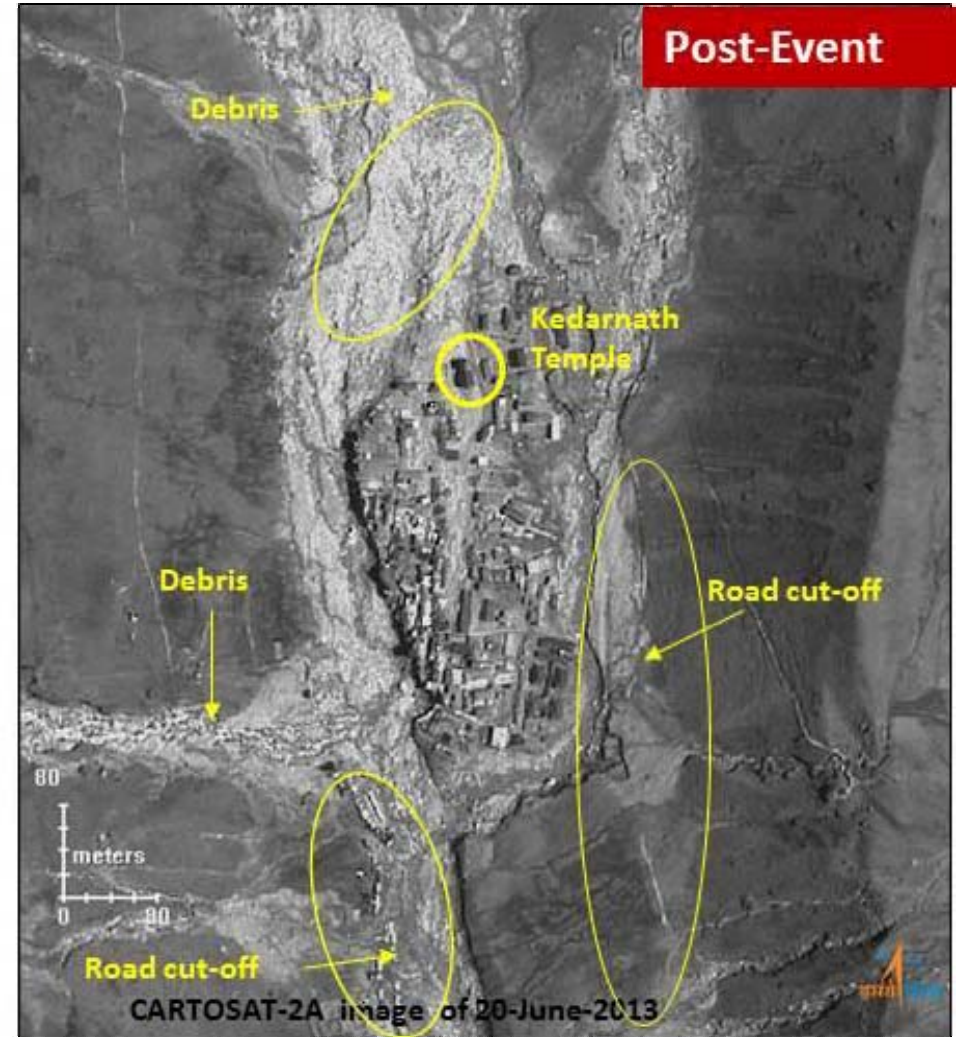 Post-Event
Debris
Kedarnath
Temple
Debris
Road cut-off
80
meters
0 90
Road cut-off
CARTOSAT-2A image of 20-June-2013